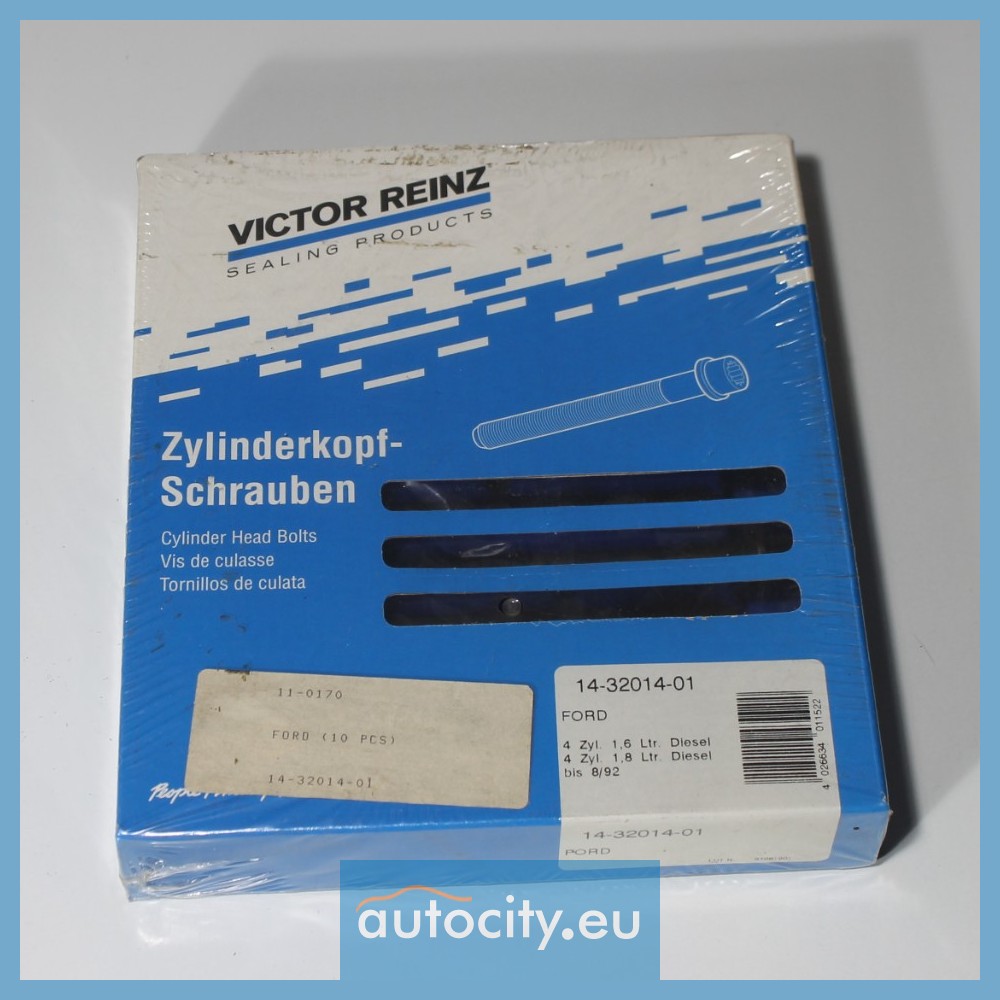 VICTOR REINZ
SEALING PRODUCTS
Zylinderkopf-
Schrauben
Cylinder Head Bolts
Vis de culasse
Tornillos de culata
11-0170
FORD (10 PCS)
14-32014-01
People
14-32014-01
FORD
4 Zyl. 1,6 Ltr. Diesel
4 Zyl. 1,8 Ltr. Diesel
bis 8/92
4 026634 011522
14-32014-01
FORD
autocity.eu